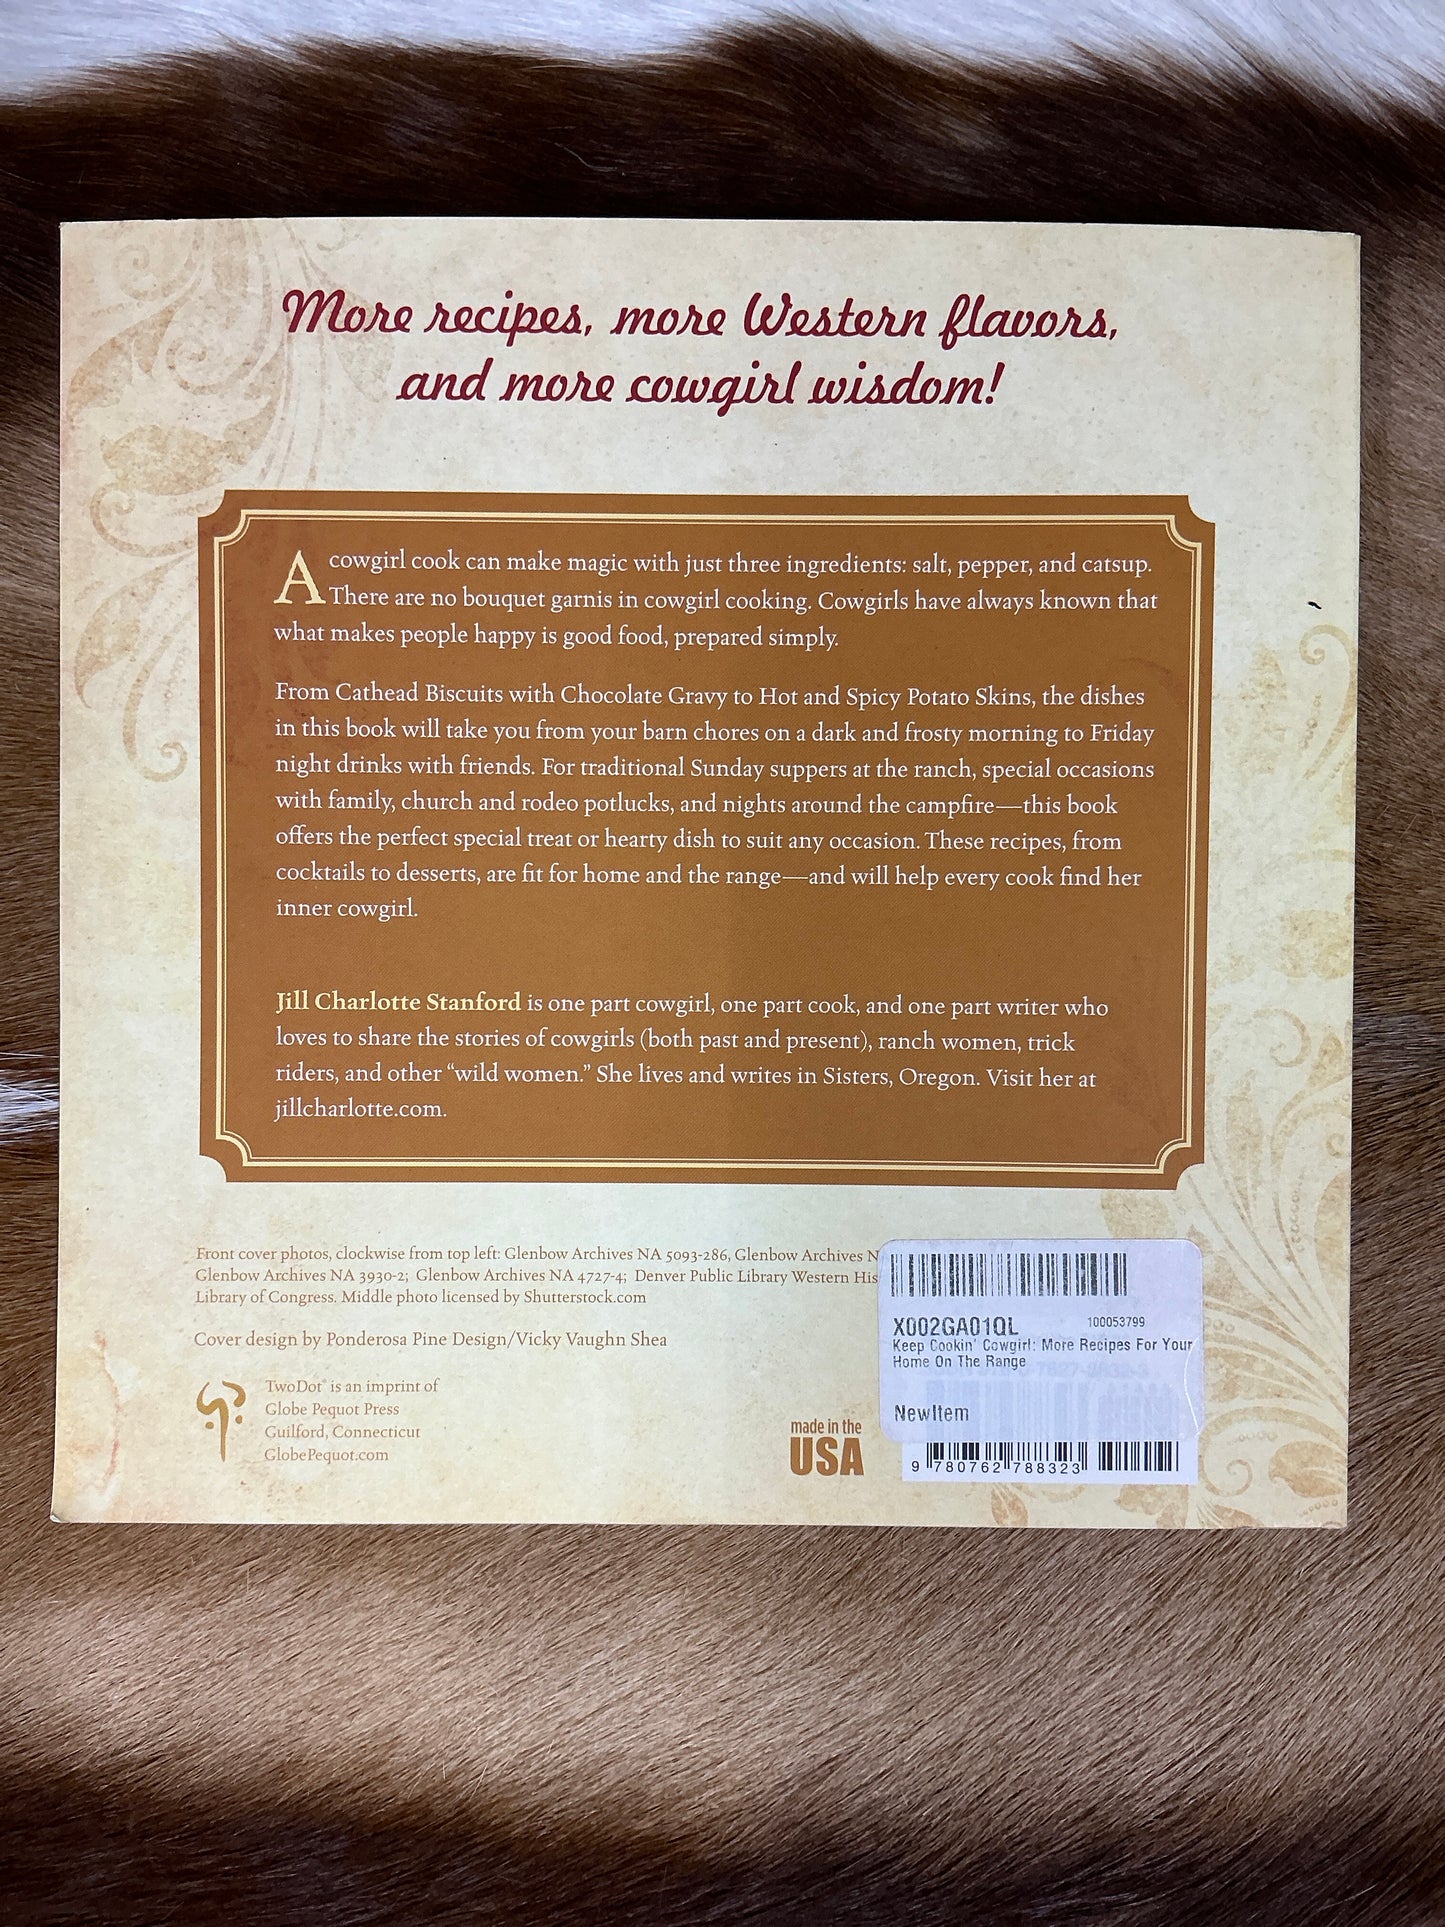 More recipes, more Western flavors,
and more cowgirl wisdom!
A cowgirl cook can make magic with just three ingredients: salt, pepper, and catsup.
There are no bouquet garnis in cowgirl cooking. Cowgirls have always known that
what makes people happy is good food, prepared simply.
From Cathead Biscuits with Chocolate Gravy to Hot and Spicy Potato Skins, the dishes
in this book will take you from your barn chores on a dark and frosty morning to Friday
night drinks with friends. For traditional Sunday suppers at the ranch, special occasions
with family, church and rodeo potlucks, and nights around the campfire—this book
offers the perfect special treat or hearty dish to suit any occasion. These recipes, from
cocktails to desserts, are fit for home and the range—and will help every cook find her
inner cowgirl.
Jill Charlotte Stanford is one part cowgirl, one part cook, and one part writer who
loves to share the stories of cowgirls (both past and present), ranch women, trick
riders, and other “wild women.” She lives and writes in Sisters, Oregon. Visit her at
jillcharlotte.com.
Front cover photos, clockwise from top left: Glenbow Archives NA 5093-286, Glenbow Archives N
Glenbow Archives NA 3930-2; Glenbow Archives NA 4727-4; Denver Public Library Western His
Library of Congress. Middle photo licensed by Shutterstock.com
Cover design by Ponderosa Pine Design/Vicky Vaughn Shea
TwoDot® is an imprint of
Globe Pequot Press
Guilford, Connecticut
GlobePequot.com
made in the
USA
X002GA01QL 100053799
Keep Cookin' Cowgirl: More Recipes For Your
Home On The Range
NewItem
9 780762 788323